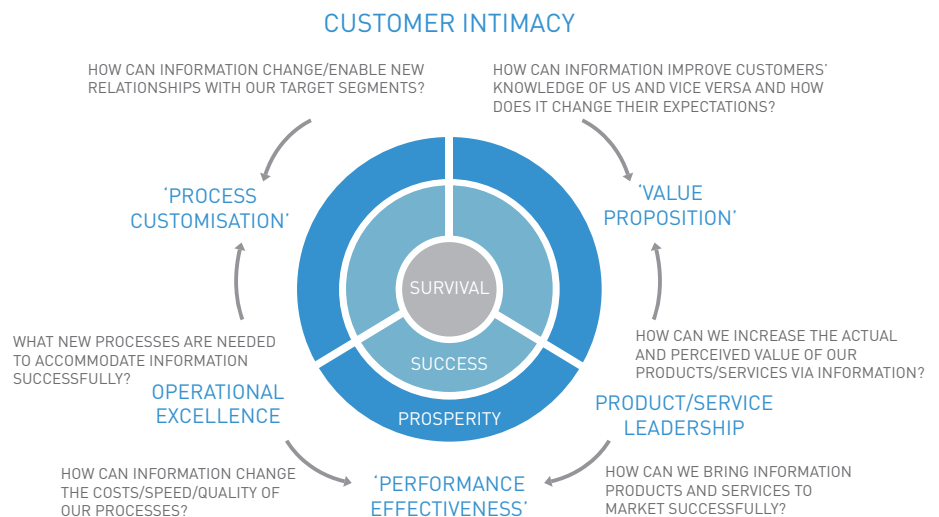 CUSTOMER INTIMACY
HOW CAN INFORMATION CHANGE/ENABLE NEW
RELATIONSHIPS WITH OUR TARGET SEGMENTS?
HOW CAN INFORMATION IMPROVE CUSTOMERS'
KNOWLEDGE OF US AND VICE VERSA AND HOW
DOES IT CHANGE THEIR EXPECTATIONS?
‘PROCESS
CUSTOMISATION’
‘VALUE
PROPOSITION’
SURVIVAL
WHAT NEW PROCESSES ARE NEEDED
TO ACCOMMODATE INFORMATION
SUCCESSFULLY?
HOW CAN WE INCREASE THE ACTUAL
AND PERCEIVED VALUE OF OUR
PRODUCTS/SERVICES VIA INFORMATION?
SUCCESS
OPERATIONAL
EXCELLENCE
PROSPERITY
PRODUCT/SERVICE
LEADERSHIP
HOW CAN INFORMATION CHANGE
THE COSTS/SPEED/QUALITY OF
OUR PROCESSES?
‘PERFORMANCE
EFFECTIVENESS’
HOW CAN WE BRING INFORMATION
PRODUCTS AND SERVICES TO
MARKET SUCCESSFULLY?